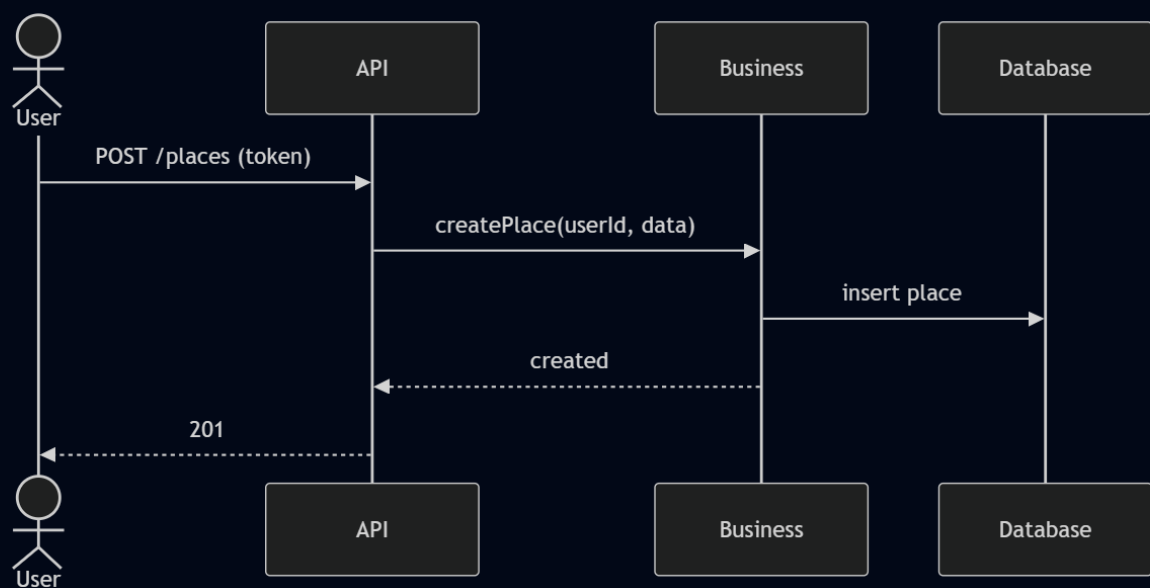 API
Business
Database
User
POST /places (token)
createPlace(userId, data)
insert place
created
201
API
Business
Database
User